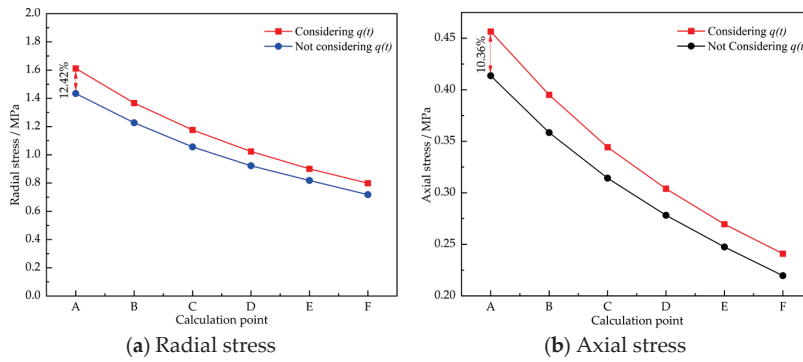 2.0
1.8
1.6
1.4
1.2
1.0
0.8
0.6
0.4
0.2
0.0
Radial stress / MPa
12.42%
Considering q(t)
Not considering q(t)
A B C D E F
Calculation point
(a) Radial stress
0.45
0.40
0.35
0.30
0.25
0.20
Axial stress / MPa
10.36%
Considering q(t)
Not Considering q(t)
A B C D E F
Calculation point
(b) Axial stress